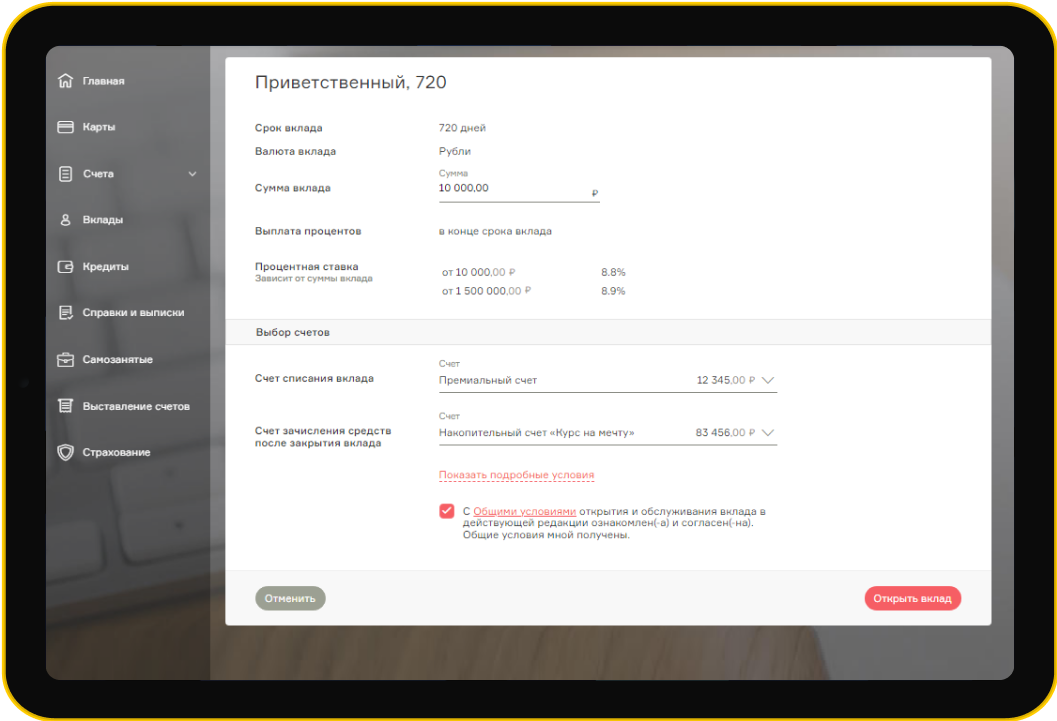 Главная
Карты
Счета
Вклады
Кредиты
Справки и выписки
Самозанятые
Выставление счетов
Страхование
Приветственный, 720
Срок вклада 720 дней
Валюта вклада Рубли
Сумма
Сумма вклада 10 000,00 ₽
Выплата процентов в конце срока вклада
Процентная ставка от 10 000,00 ₽ 8.8%
Зависит от суммы вклада
от 1 500 000,00 ₽ 8.9%
Выбор счетов
Счет
Счет списания вклада Премиальный счет 12 345,00 ₽
Счет
Счет зачисления средств Накопительный счет «Курс на мечту» 83 456,00 ₽
после закрытия вклада
Показать подробные условия
С Общими условиями открытия и обслуживания вклада в
действующей редакции ознакомлен(-а) и согласен(-на).
Общие условия мной получены.
Отменить
Открыть вклад